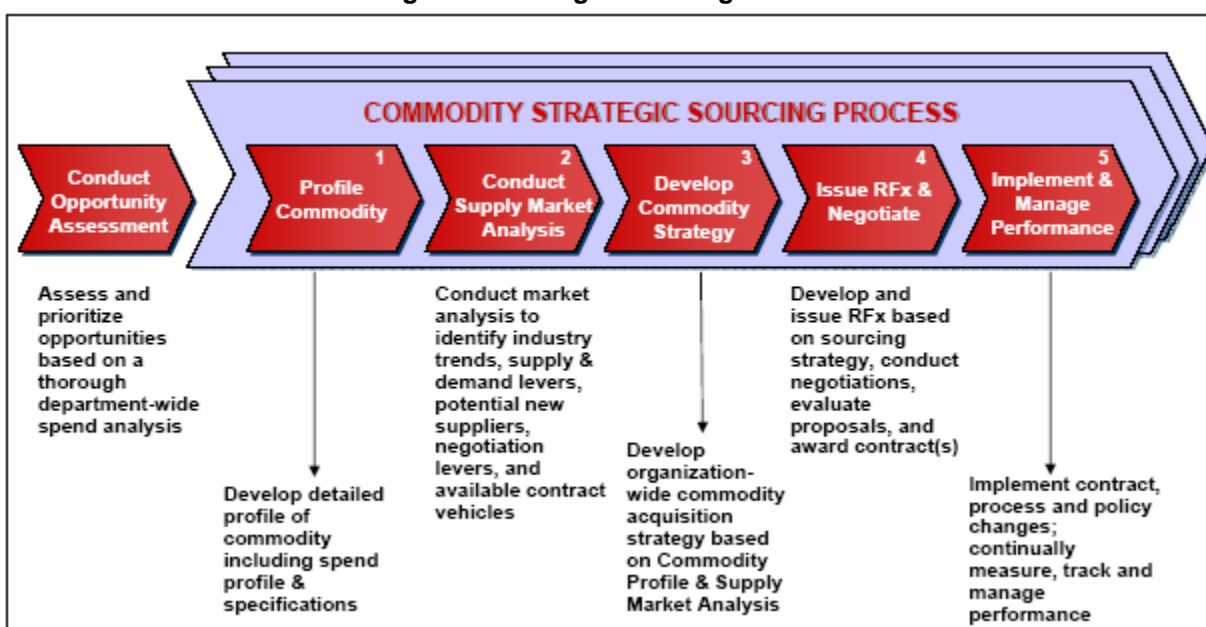 COMMODITY STRATEGIC SOURCING PROCESS
Conduct
Opportunity
Assessment
1
Profile
Commodity
2
Conduct
Supply Market
Analysis
3
Develop
Commodity
Strategy
4
Issue RFx &
Negotiate
5
Implement &
Manage
Performance
Assess and
prioritize
opportunities
based on a
thorough
department-wide
spend analysis
Develop detailed
profile of
commodity
including spend
profile &
specifications
Conduct market
analysis to
identify industry
trends, supply &
demand levers,
potential new
suppliers,
negotiation
levers, and
available contract
vehicles
Develop
organization-
wide commodity
acquisition
strategy based
on Commodity
Profile & Supply
Market Analysis
Develop and
issue RFx based
on sourcing
strategy, conduct
negotiations,
evaluate
proposals, and
award contract(s)
Implement contract,
process and policy
changes;
continually
measure, track and
manage
performance